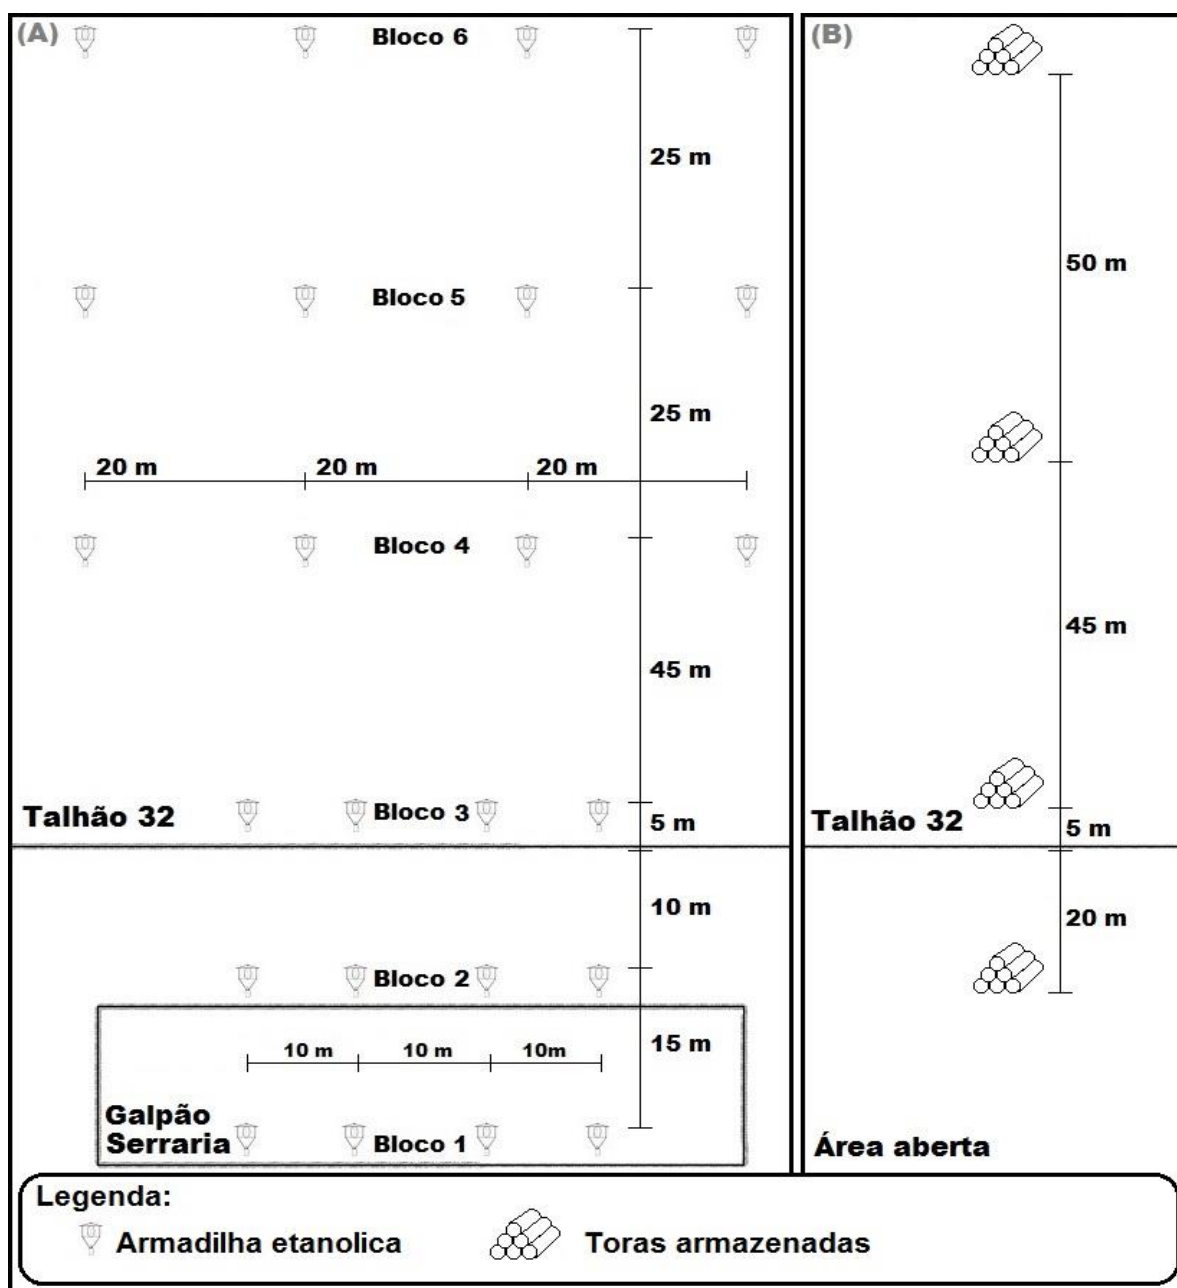 (A)
Bloco 6
25 m
Bloco 5
25 m
20 m 20 m 20 m
Bloco 4
45 m
Talhão 32
Bloco 3
5 m
10 m
Bloco 2
15 m
10 m 10 m 10m
Galpão
Serraria
Bloco 1
(B)
50 m
45 m
Talhão 32
5 m
20 m
Área aberta
Legenda:
Armadilha etanolica
Toras armazenadas